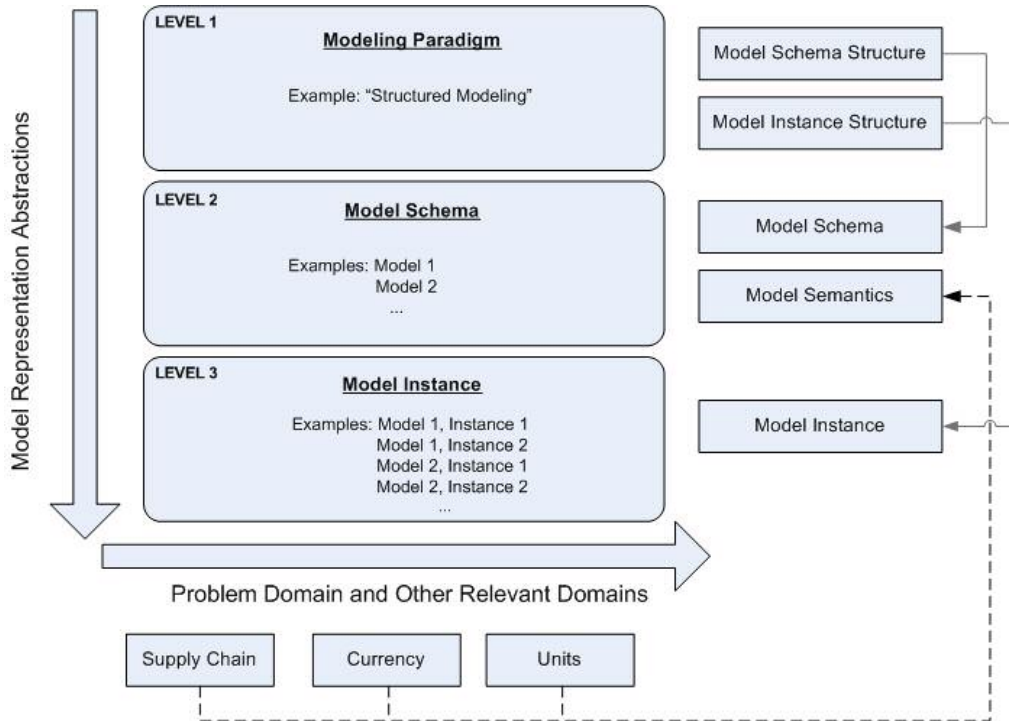 LEVEL 1
Modeling Paradigm
Example: “Structured Modeling”
Model Schema Structure
Model Instance Structure
LEVEL 2
Model Schema
Examples: Model 1
Model 2
...
Model Schema
Model Semantics
LEVEL 3
Model Instance
Examples: Model 1, Instance 1
Model 1, Instance 2
Model 2, Instance 1
Model 2, Instance 2
...
Model Instance
Model Representation Abstractions
Problem Domain and Other Relevant Domains
Supply Chain
Currency
Units